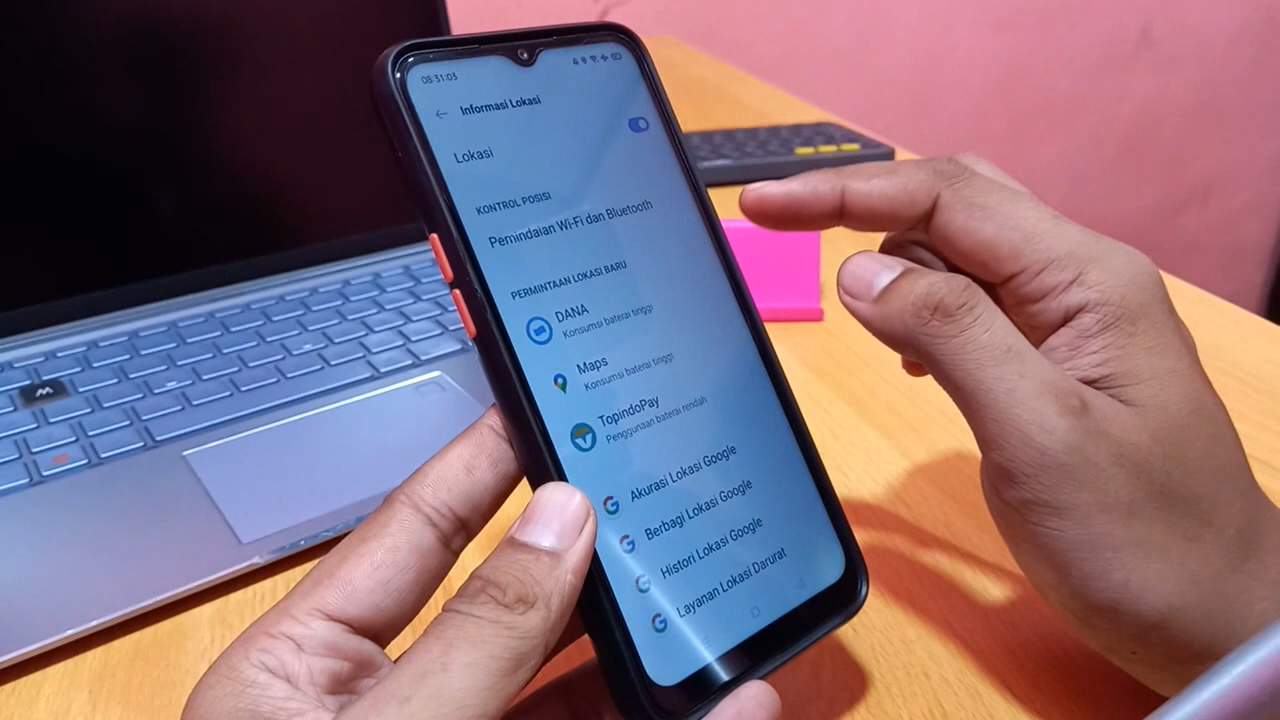 08.31.03
Informasi Lokasi
Lokasi
KONTROL POSISI
Pemindaian Wi-Fi dan Bluetooth
PERMINTAAN LOKASI BARU
DANA
Konsumsi baterai tinggi
Maps
Konsumsi baterai tinggi
TopindoPay
Penggunaan baterai rendah
Akurasi Lokasi Google
Berbagi Lokasi Google
Histori Lokasi Google
Layanan Lokasi Darurat